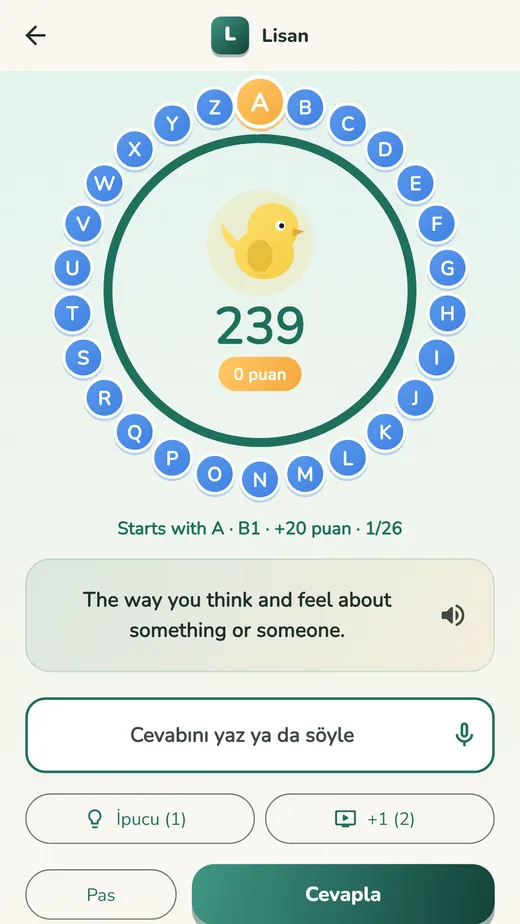 L Lisan
A
B
C
D
E
F
G
H
I
J
K
L
M
N
O
P
Q
R
S
T
U
V
W
X
Y
Z
239
0 puan
Starts with A · B1 · +20 puan · 1/26
The way you think and feel about
something or someone.
Cevabını yaz ya da söyle
İpucu (1)
+1 (2)
Pas
Cevapla